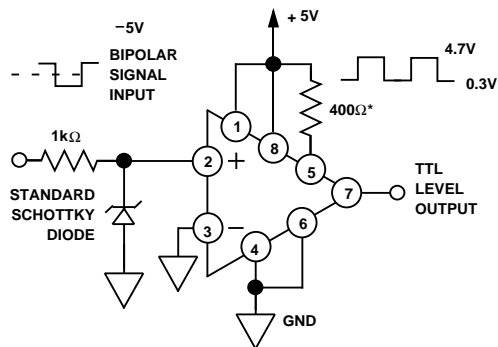 −5V
BIPOLAR
SIGNAL
INPUT
+ 5V
4.7V
0.3V
400Ω*
1kΩ
1
8
5
2
+
7
TTL
LEVEL
OUTPUT
STANDARD
SCHOTTKY
DIODE
3
−
4
6
GND